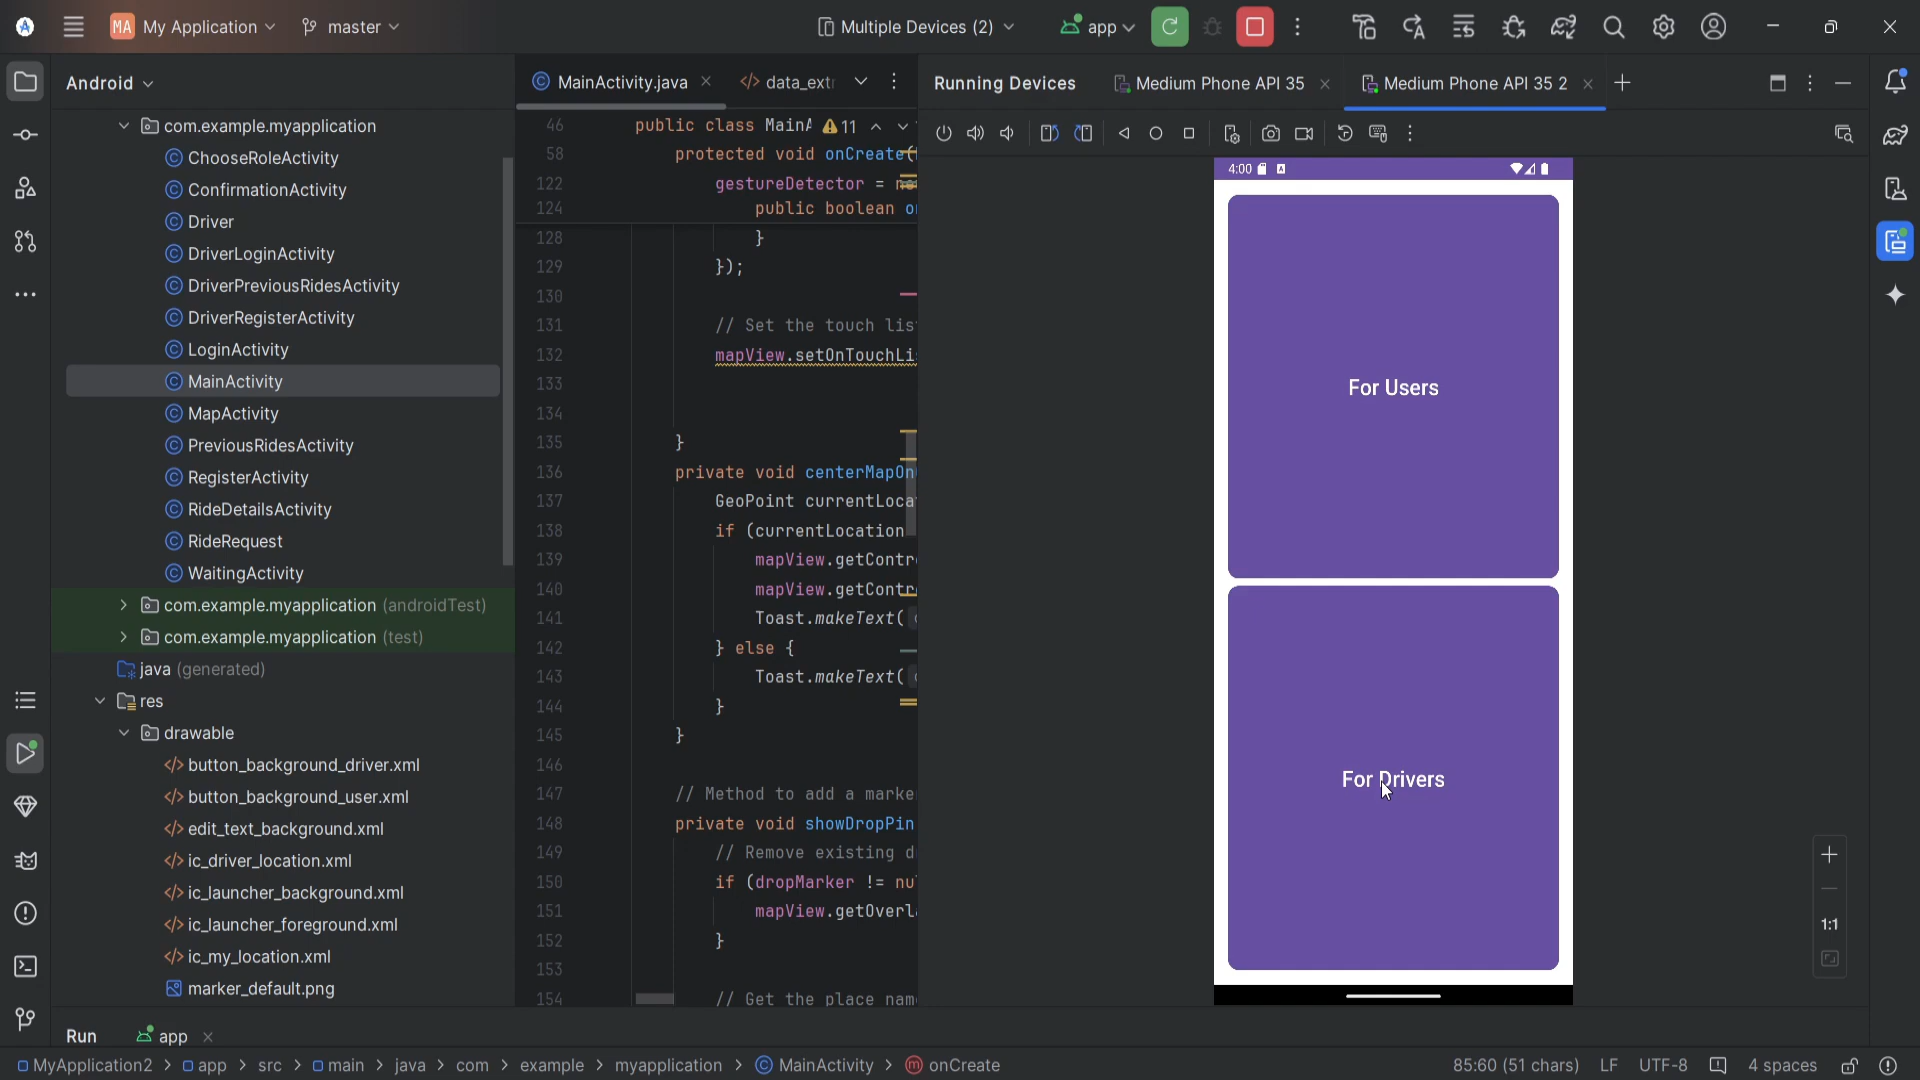 MA My Application master Multiple Devices (2) app
Android
com.example.myapplication
ChooseRoleActivity
ConfirmationActivity
Driver
DriverLoginActivity
DriverPreviousRidesActivity
DriverRegisterActivity
LoginActivity
MainActivity
MapActivity
PreviousRidesActivity
RegisterActivity
RideDetailsActivity
RideRequest
WaitingActivity
com.example.myapplication (androidTest)
com.example.myapplication (test)
java (generated)
res
drawable
button_background_driver.xml
button_background_user.xml
edit_text_background.xml
ic_driver_location.xml
ic_launcher_background.xml
ic_launcher_foreground.xml
ic_my_location.xml
marker_default.png
MainActivity.java data_ext
46 public class Main 11
58 protected void onCreate(
122 gestureDetector =
124 public boolean
128 }
129 });
130
131 // Set the touch lis
132 mapView.setOnTouchLi
133
134
135 }
136 private void centerMapOn
137 GeoPoint currentLoca
138 if (currentLocation
139 mapView.getContr
140 mapView.getContr
141 Toast.makeText(
142 } else {
143 Toast.makeText(
144 }
145 }
146
147 // Method to add a marke
148 private void showDropPin
149 // Remove existing d
150 if (dropMarker != nu
151 mapView.getOverl
152 }
153
154 // Get the place nam
Running Devices Medium Phone API 35 Medium Phone API 35 2
4:00
For Users
For Drivers
1:1
Run app
MyApplication2 > app > src > main > java > com > example > myapplication > MainActivity > onCreate
85:60 (51 chars) LF UTF-8 4 spaces